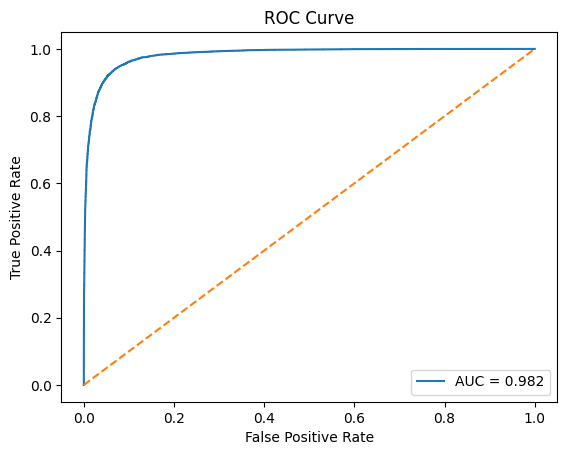 ROC Curve
1.0
0.8
0.6
0.4
0.2
0.0
True Positive Rate
AUC = 0.982
0.0 0.2 0.4 0.6 0.8 1.0
False Positive Rate